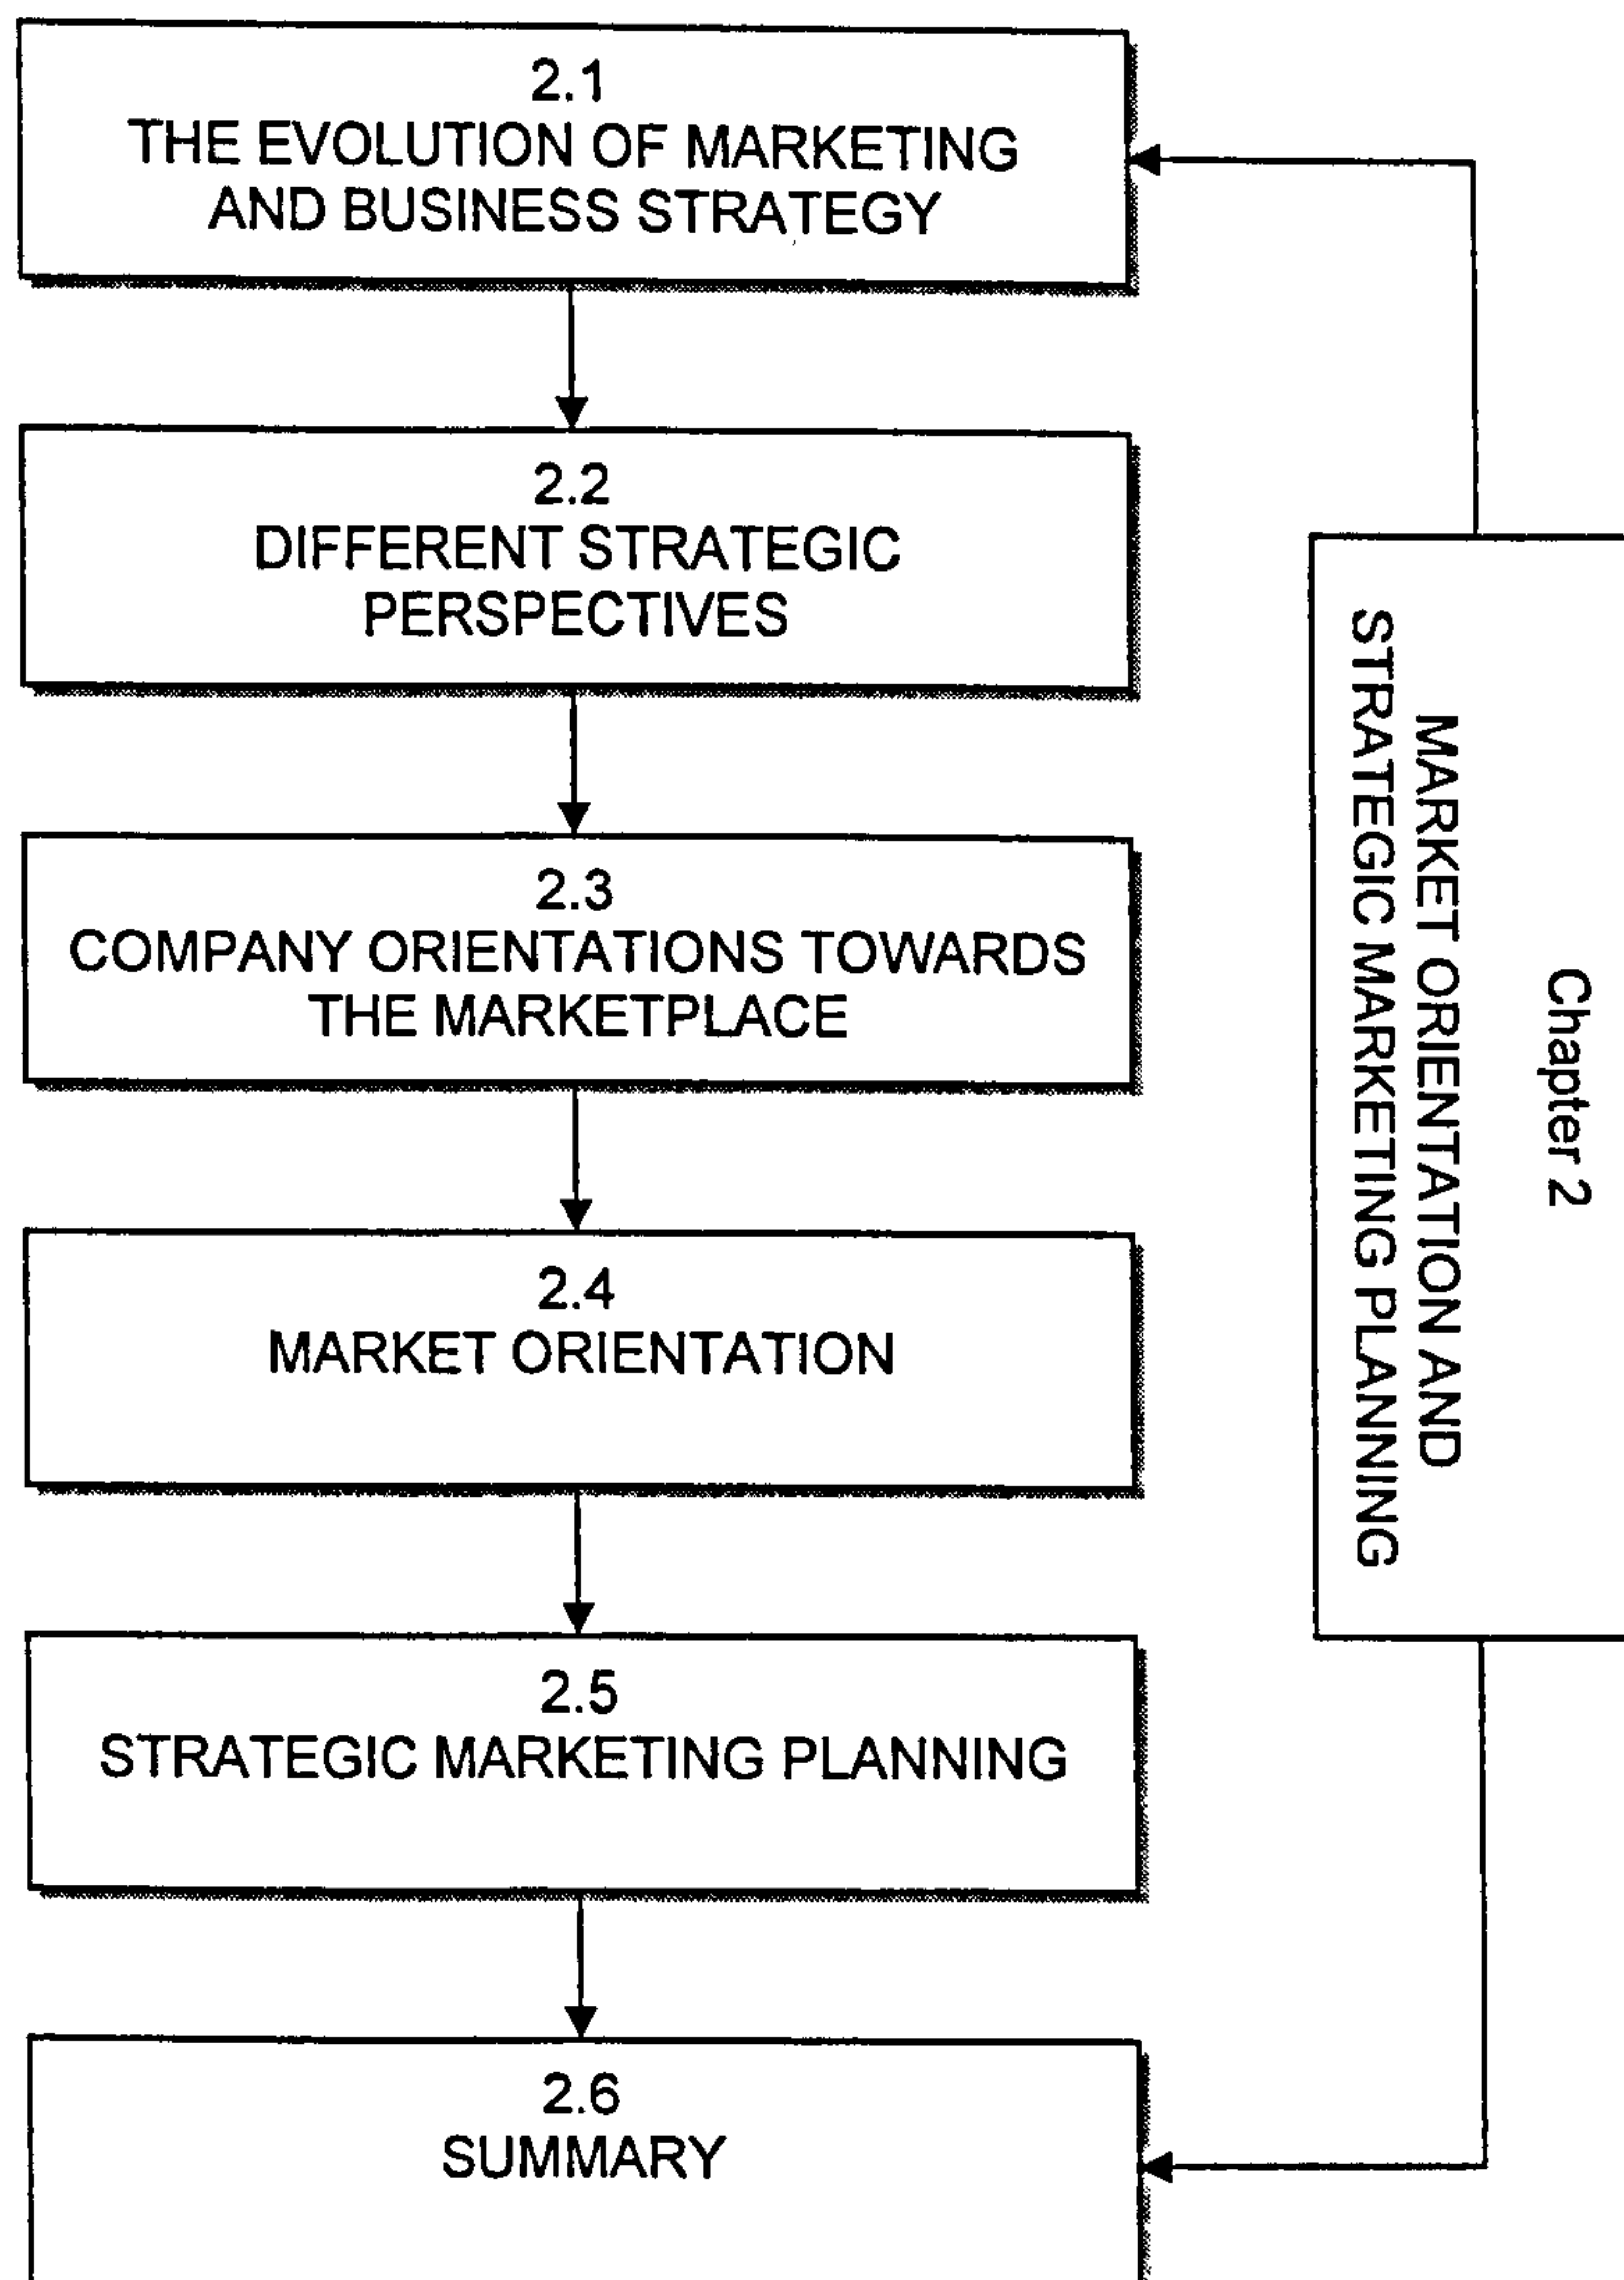 2.1
THE EVOLUTION OF MARKETING
AND BUSINESS STRATEGY
2.2
DIFFERENT STRATEGIC
PERSPECTIVES
2.3
COMPANY ORIENTATIONS TOWARDS
THE MARKETPLACE
2.4
MARKET ORIENTATION
2.5
STRATEGIC MARKETING PLANNING
2.6
SUMMARY
Chapter 2
MARKET ORIENTATION AND
STRATEGIC MARKETING PLANNING